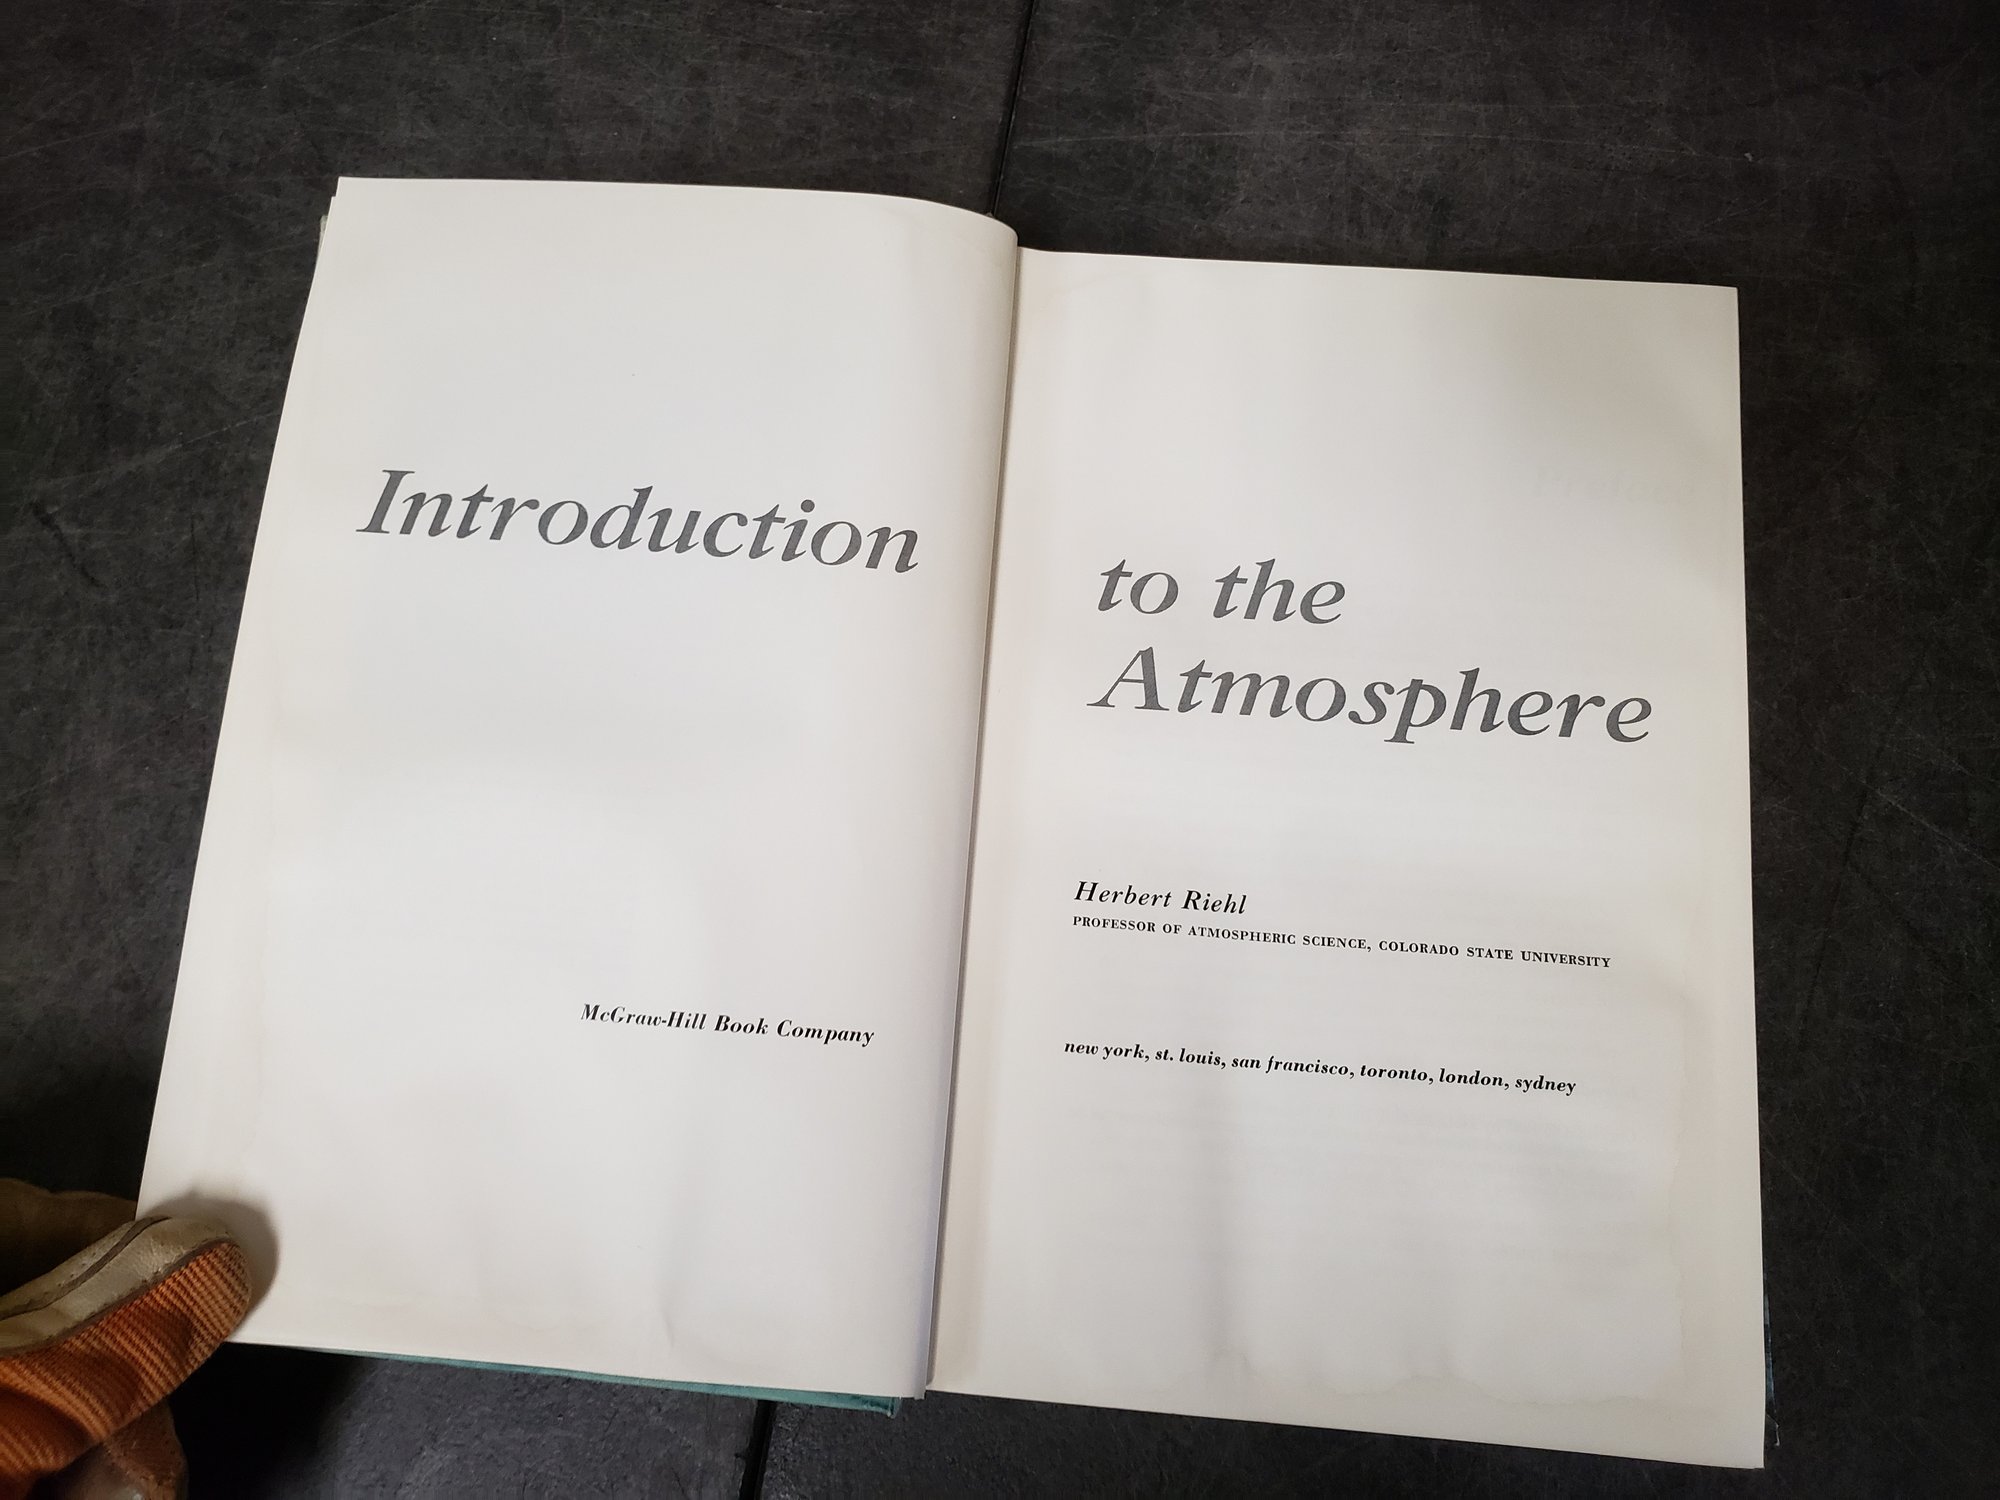 Introduction
to the
Atmosphere
Herbert Riehl
PROFESSOR OF ATMOSPHERIC SCIENCE, COLORADO STATE UNIVERSITY
McGraw-Hill Book Company
new york, st. louis, san francisco, toronto, london, sydney